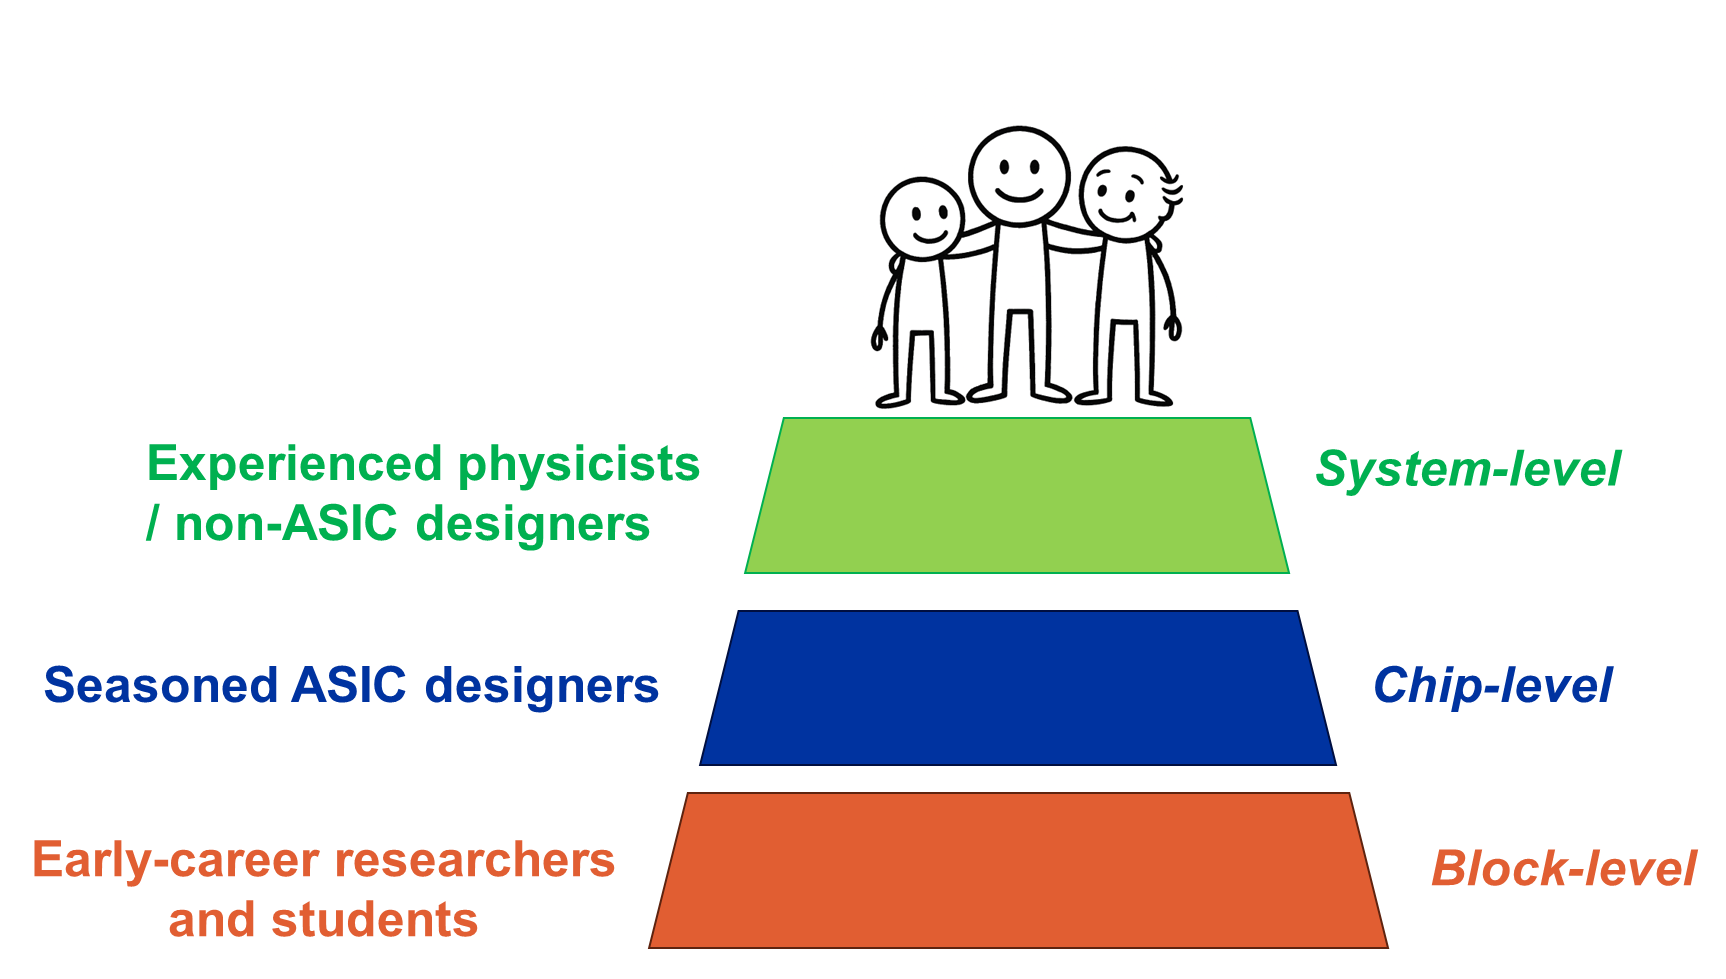 Experienced physicists
/ non-ASIC designers
System-level
Seasoned ASIC designers
Chip-level
Early-career researchers
and students
Block-level